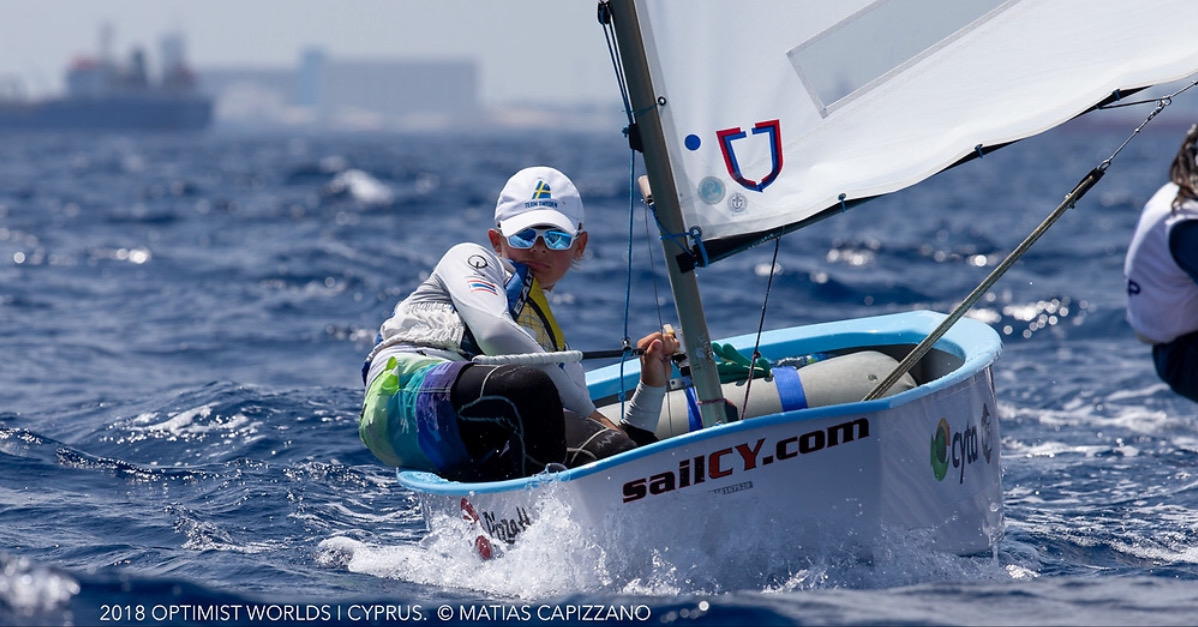 TEAM SWEDEN
sailCY.com
cyta
2018 OPTIMIST WORLDS | CYPRUS. © MATIAS CAPIZZANO